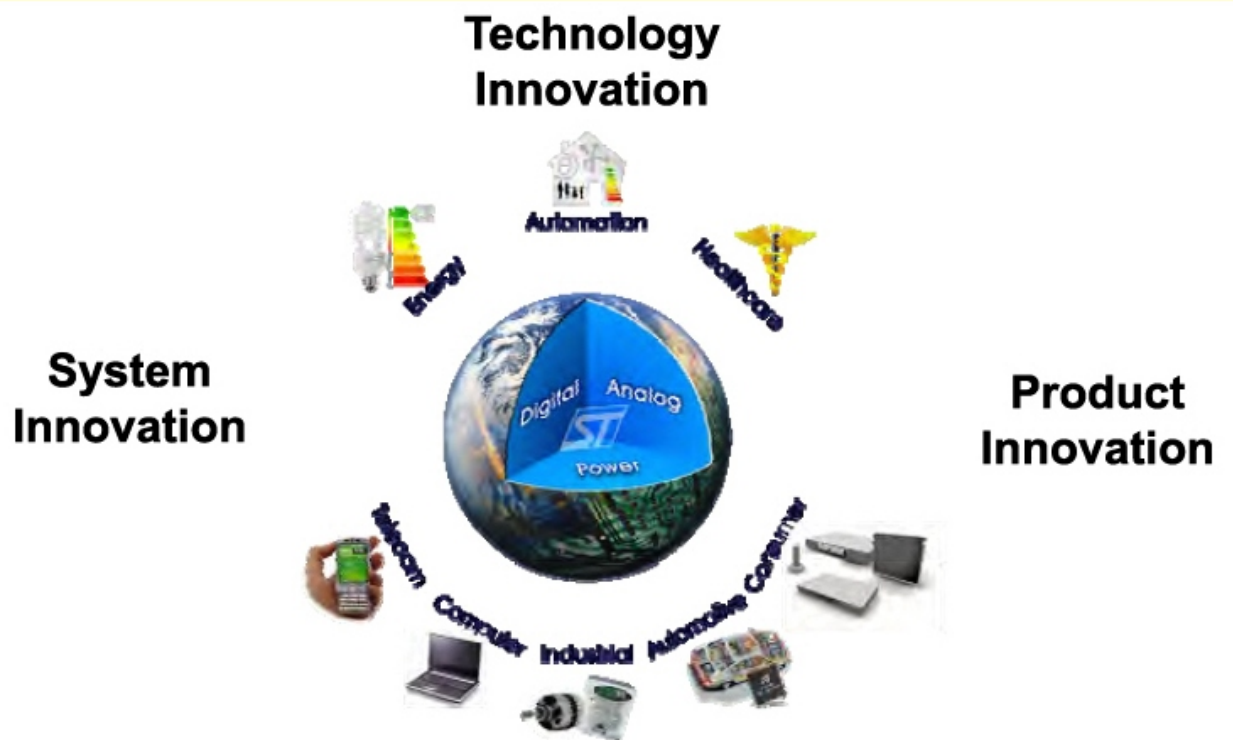 Technology
Innovation
Automation
Energy
Healthcare
System
Innovation
Digital
Analog
ST
Power
Product
Innovation
Telecom
Computer
Industrial
Automotive
Consumer